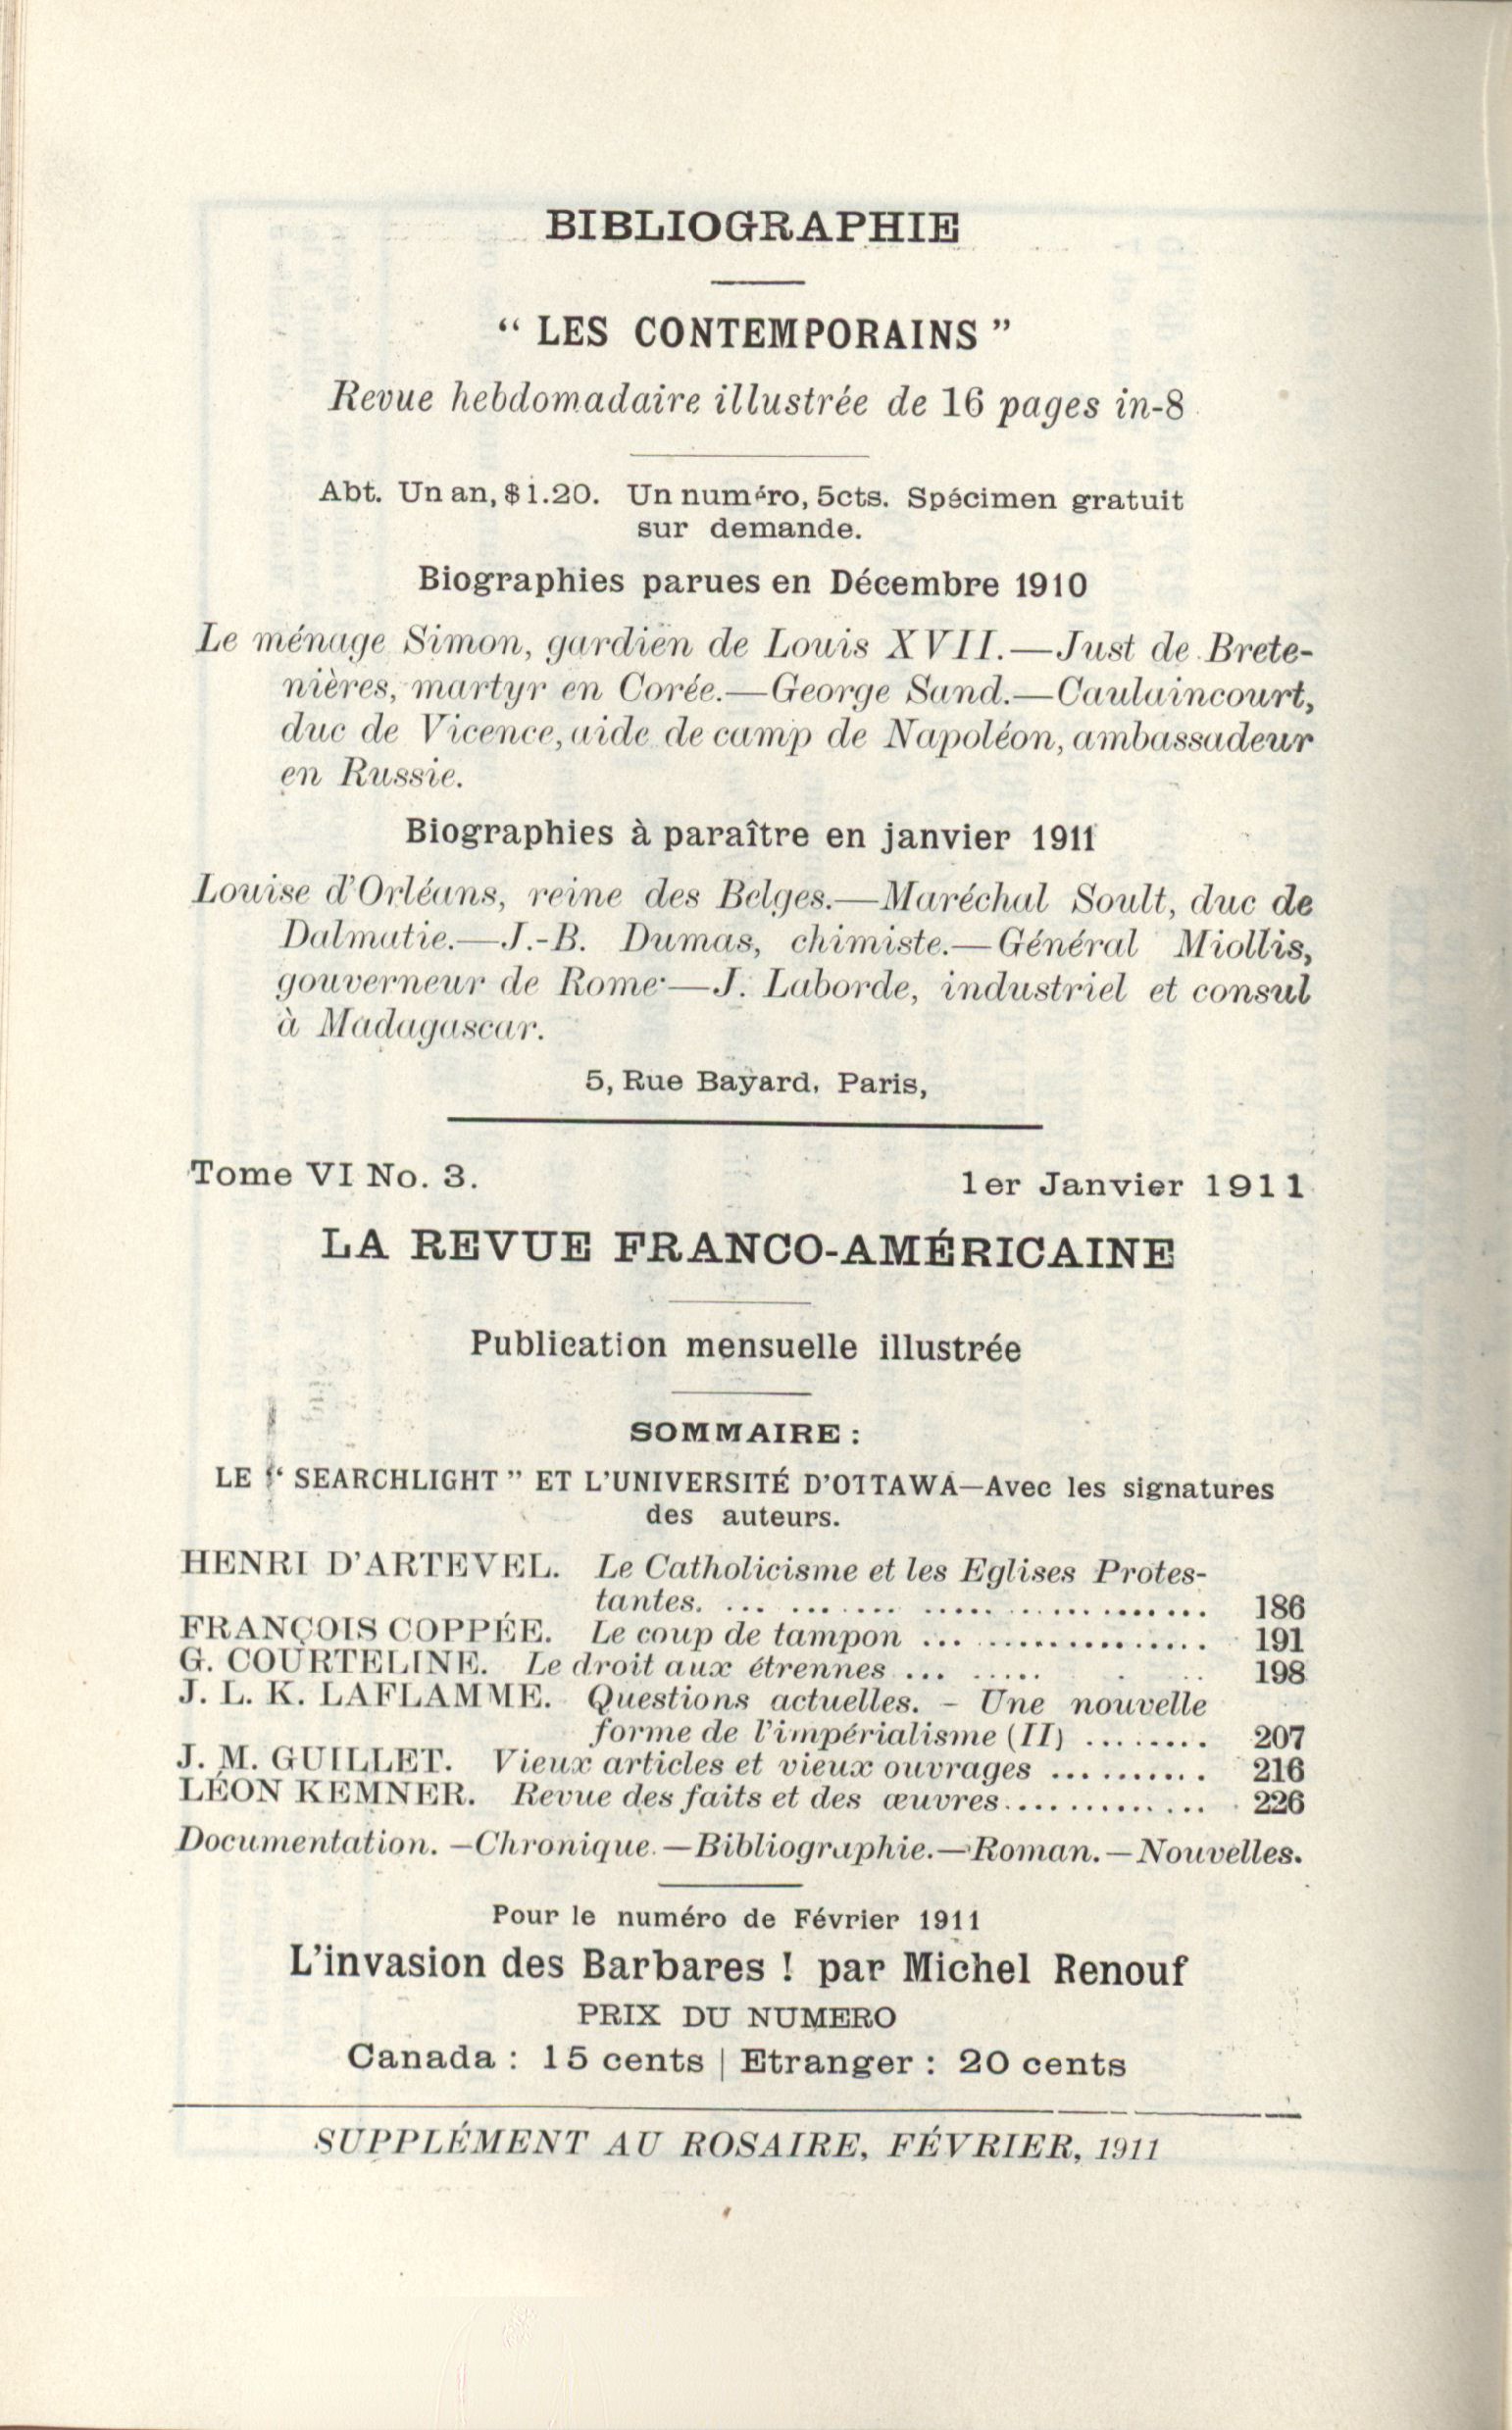 BIBLIOGRAPHIE
“ LES CONTEMPORAINS ”
Revue hebdomadaire illustrée de 16 pages in-8
Abt. Un an, $1.20. Un numéro, 5cts. Spécimen gratuit
sur demande.
Biographies parues en Décembre 1910
Le ménage Simon, gardien de Louis XVII.—Just de Brete-
nières, martyr en Corée.—George Sand.—Caulaincourt,
duc de Vicence, aide de camp de Napoléon, ambassadeur
en Russie.
Biographies à paraître en janvier 1911
Louise d'Orléans, reine des Belges.—Maréchal Soult, duc de
Dalmatie.—J.-B. Dumas, chimiste.—Général Miollis,
gouverneur de Rome.—J. Laborde, industriel et consul
à Madagascar.
5, Rue Bayard, Paris,
Tome VI No. 3. 1er Janvier 1911
LA REVUE FRANCO-AMÉRICAINE
Publication mensuelle illustrée
SOMMAIRE :
LE “ SEARCHLIGHT ” ET L'UNIVERSITÉ D'OTTAWA—Avec les signatures
des auteurs.
HENRI D'ARTEVEL. Le Catholicisme et les Eglises Protes-
tantes. ... ... ... ..... ................ 186
FRANÇOIS COPPÉE. Le coup de tampon ... ................ 191
G. COURTELINE. Le droit aux étrennes ... ..... . .. 198
J. L. K. LAFLAMME. Questions actuelles. - Une nouvelle
forme de l'impérialisme (II) ........ 207
J. M. GUILLET. Vieux articles et vieux ouvrages .......... 216
LÉON KEMNER. Revue des faits et des œuvres.............. 226
Documentation. —Chronique. —Bibliographie.—Roman. —Nouvelles.
Pour le numéro de Février 1911
L'invasion des Barbares ! par Michel Renouf
PRIX DU NUMERO
Canada : 15 cents | Etranger : 20 cents
SUPPLÉMENT AU ROSAIRE, FÉVRIER, 1911